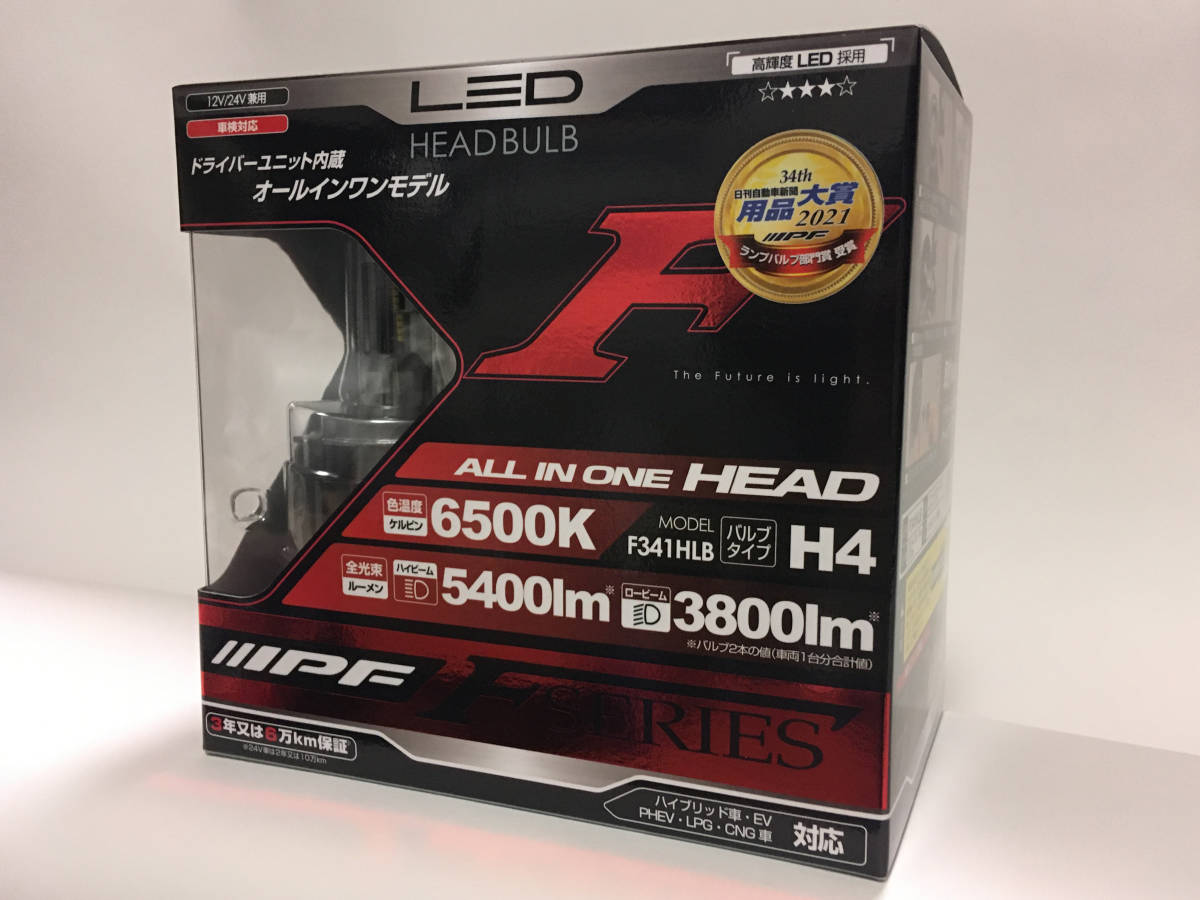 12V/24V 兼用
車検対応
LED
HEAD BULB
高輝度 LED 採用
☆★★★☆
ドライバーユニット内蔵
オールインワンモデル
34th
日刊自動車新聞
用品大賞
2021
IPF
ランプバルブ部門賞 受賞
F
The Future is light.
ALL IN ONE HEAD
色温度
ケルビン
6500K
MODEL
F341HLB
バルブ
タイプ
H4
全光束
ルーメン
ハイビーム
5400lm※
ロービーム
3800lm※
※バルブ2本の値(車両1台分合計値)
IPF
F SERIES
3年又は6万km保証
※24V車は2年又は10万km
ハイブリッド車・EV
PHEV・LPG・CNG 車
対応